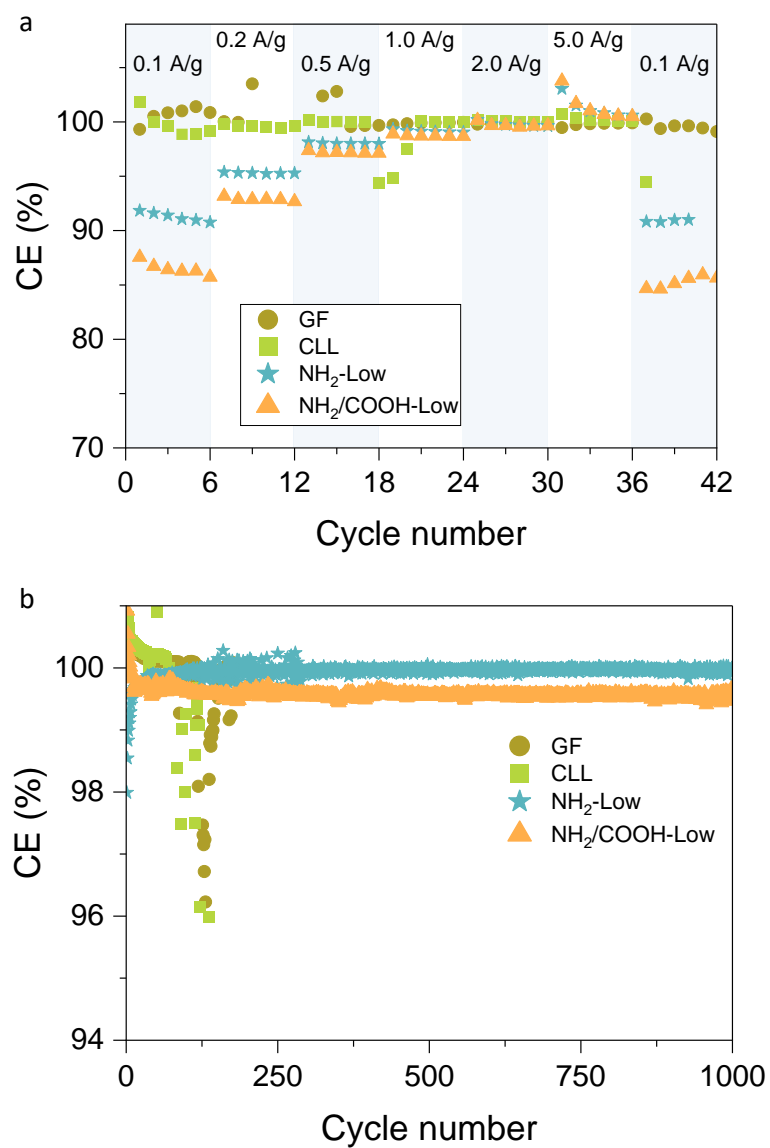 a
0.2 A/g 1.0 A/g 5.0 A/g
0.1 A/g 0.5 A/g 2.0 A/g 0.1 A/g
100
90
80
70
CE (%)
GF
CLL
NH₂-Low
NH₂/COOH-Low
0 6 12 18 24 30 36 42
Cycle number
b
100
98
96
94
CE (%)
GF
CLL
NH₂-Low
NH₂/COOH-Low
0 250 500 750 1000
Cycle number